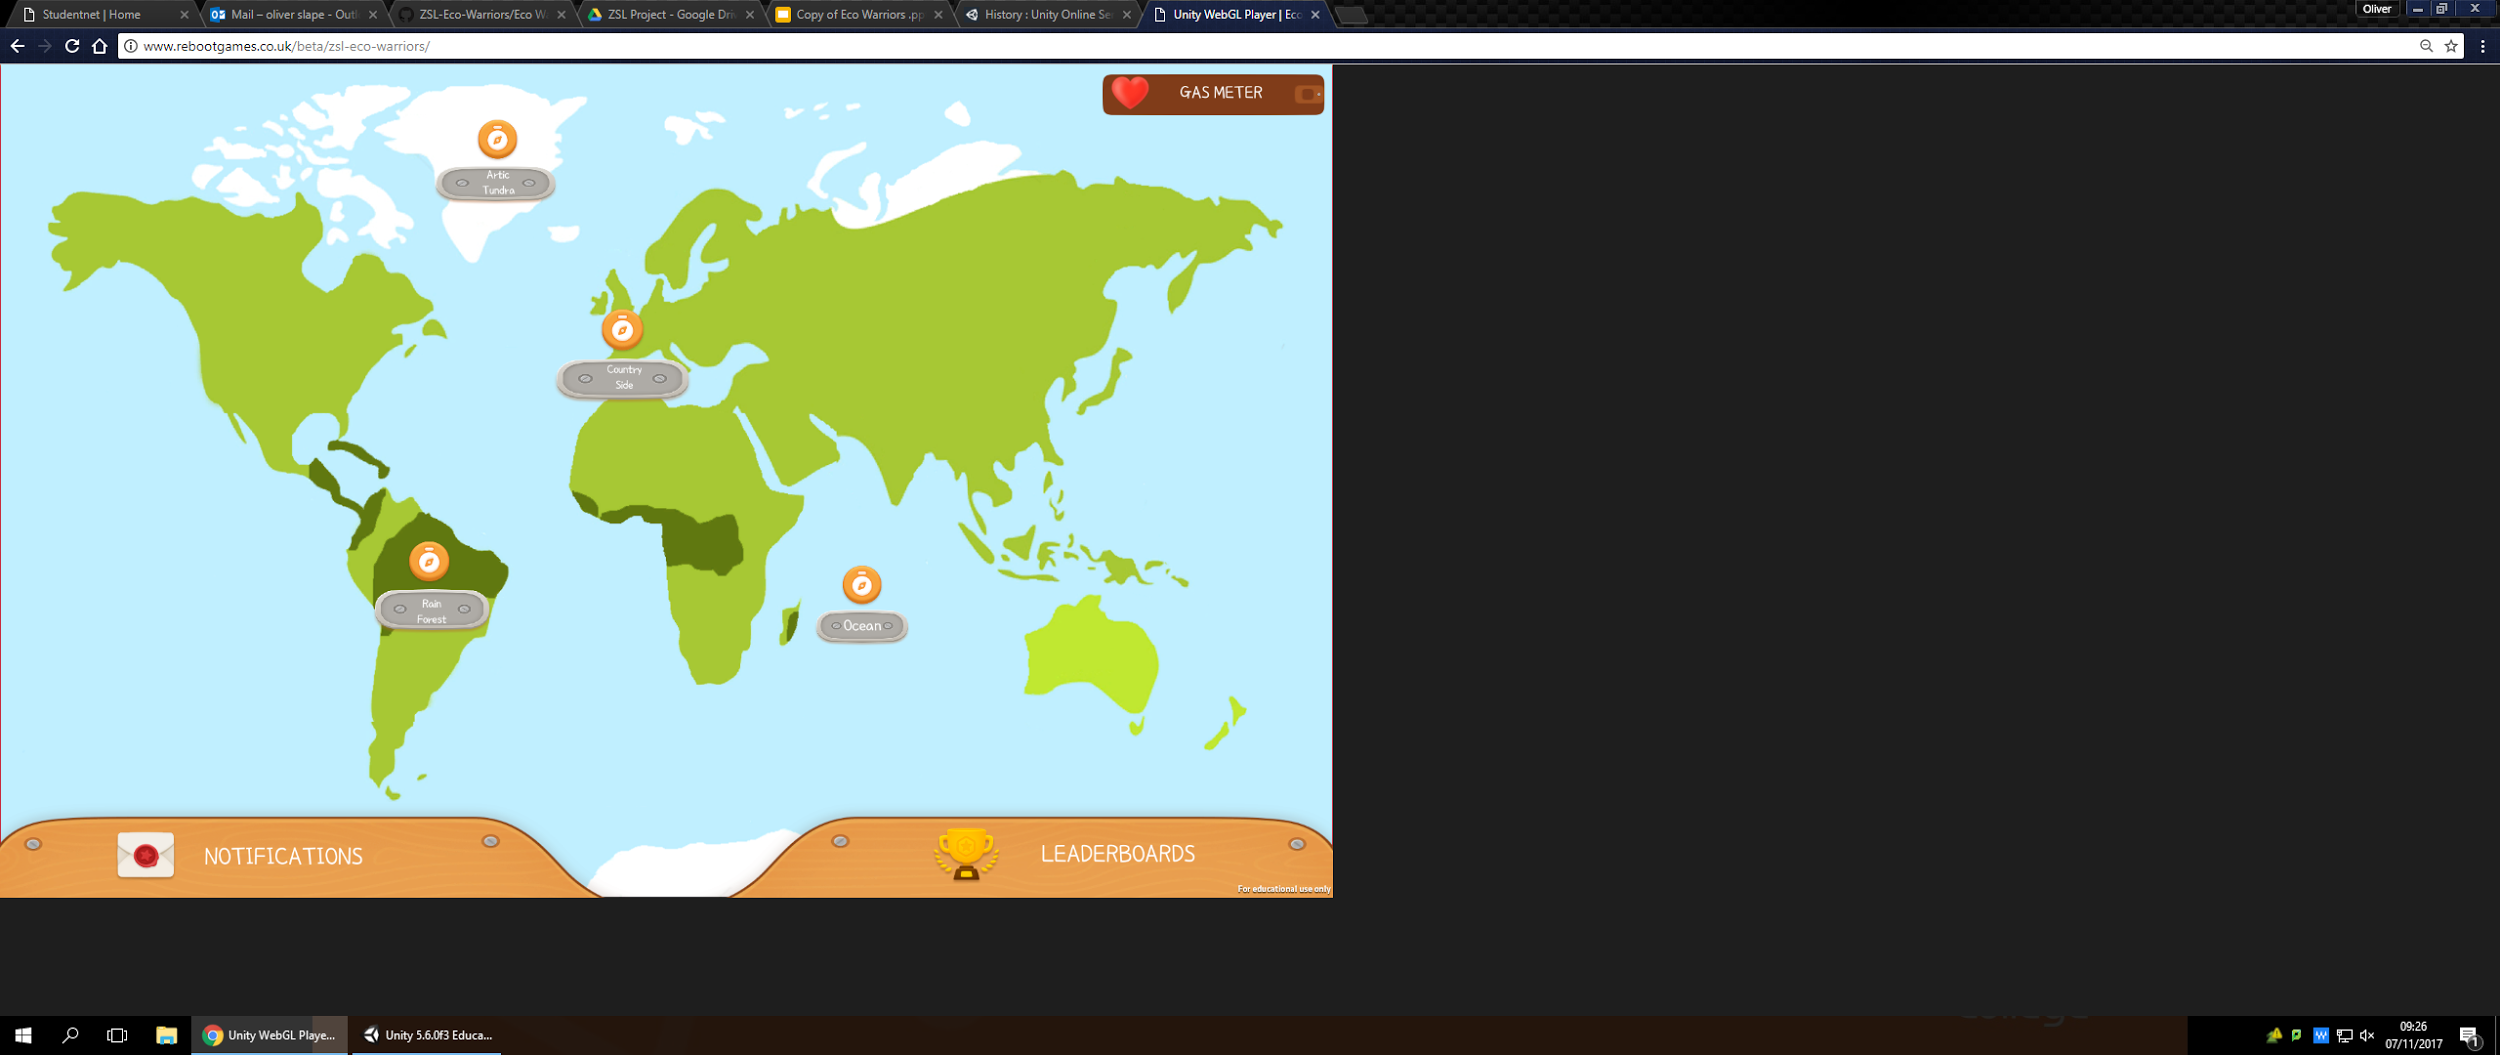 Studentnet | Home
Mail – oliver slape - Outl
ZSL-Eco-Warriors/Eco W
ZSL Project - Google Dri
Copy of Eco Warriors .pp
History : Unity Online Se
Unity WebGL Player | Eco
Oliver
www.rebootgames.co.uk/beta/zsl-eco-warriors/
GAS METER
Artic
Tundra
Country
Side
Rain
Forest
Ocean
NOTIFICATIONS
LEADERBOARDS
For educational use only
Unity WebGL Playe...
Unity 5.6.0f3 Educa...
09:26
07/11/2017
1